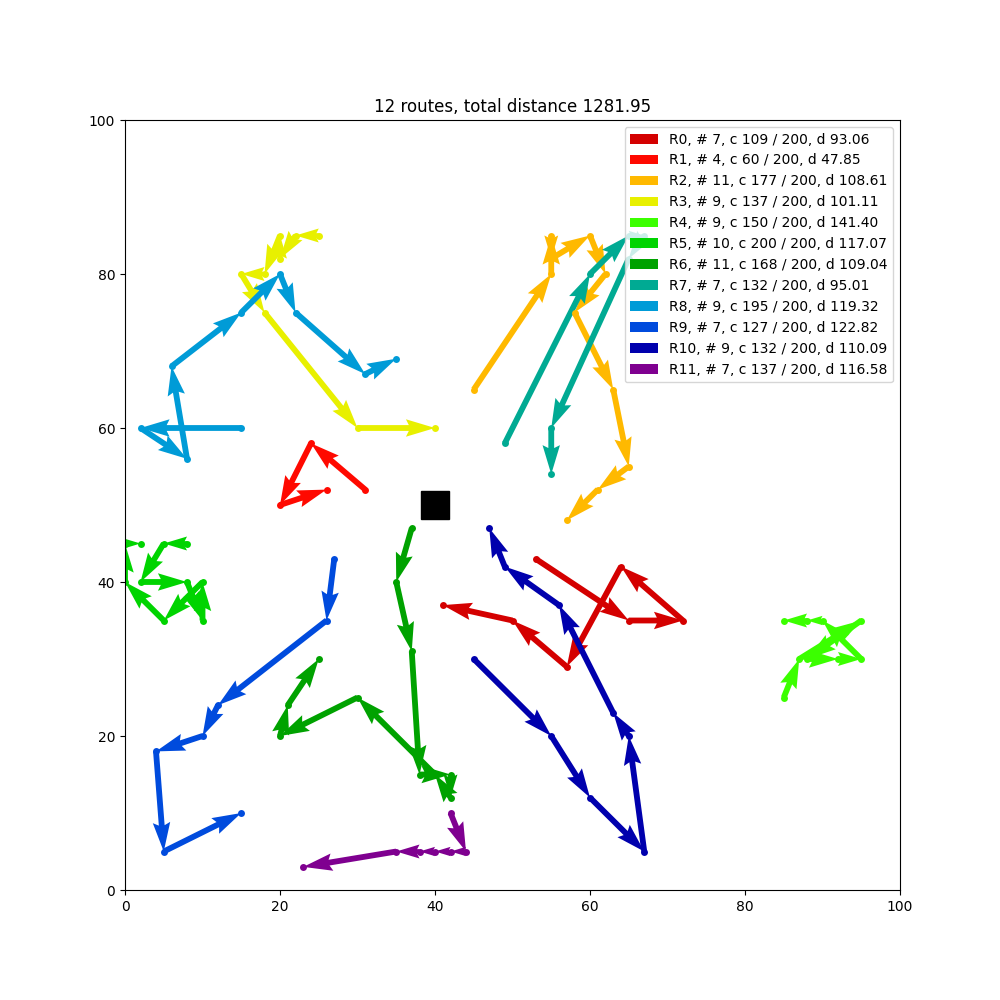 12 routes, total distance 1281.95
R0, # 7, c 109 / 200, d 93.06
R1, # 4, c 60 / 200, d 47.85
R2, # 11, c 177 / 200, d 108.61
R3, # 9, c 137 / 200, d 101.11
R4, # 9, c 150 / 200, d 141.40
R5, # 10, c 200 / 200, d 117.07
R6, # 11, c 168 / 200, d 109.04
R7, # 7, c 132 / 200, d 95.01
R8, # 9, c 195 / 200, d 119.32
R9, # 7, c 127 / 200, d 122.82
R10, # 9, c 132 / 200, d 110.09
R11, # 7, c 137 / 200, d 116.58
100
80
60
40
20
0
0 20 40 60 80 100